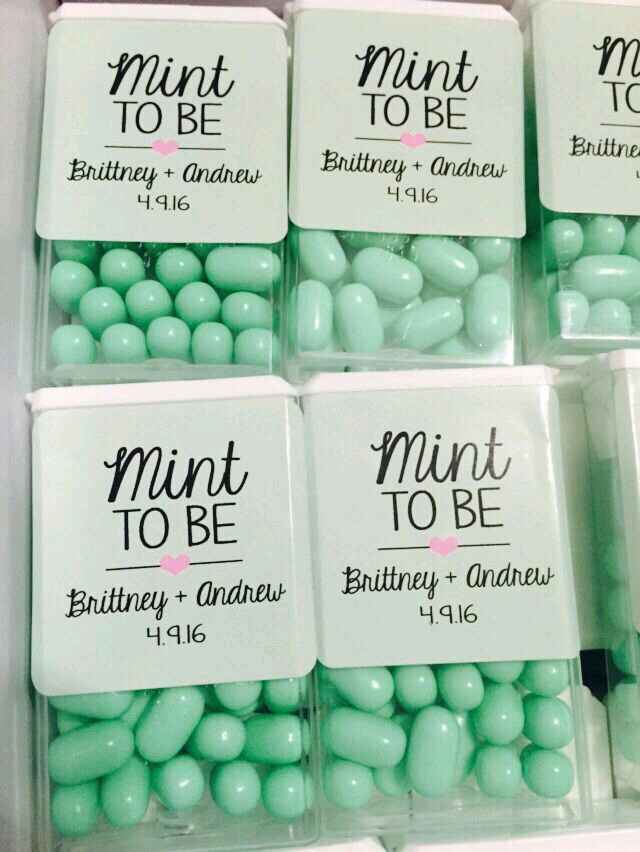 Mint
TO BE
Brittney + Andrew
4.9.16
Mint
TO BE
Brittney + Andrew
4.9.16
Mint
TO BE
Brittney + Andrew
4.9.16
Mint
TO BE
Brittney + Andrew
4.9.16